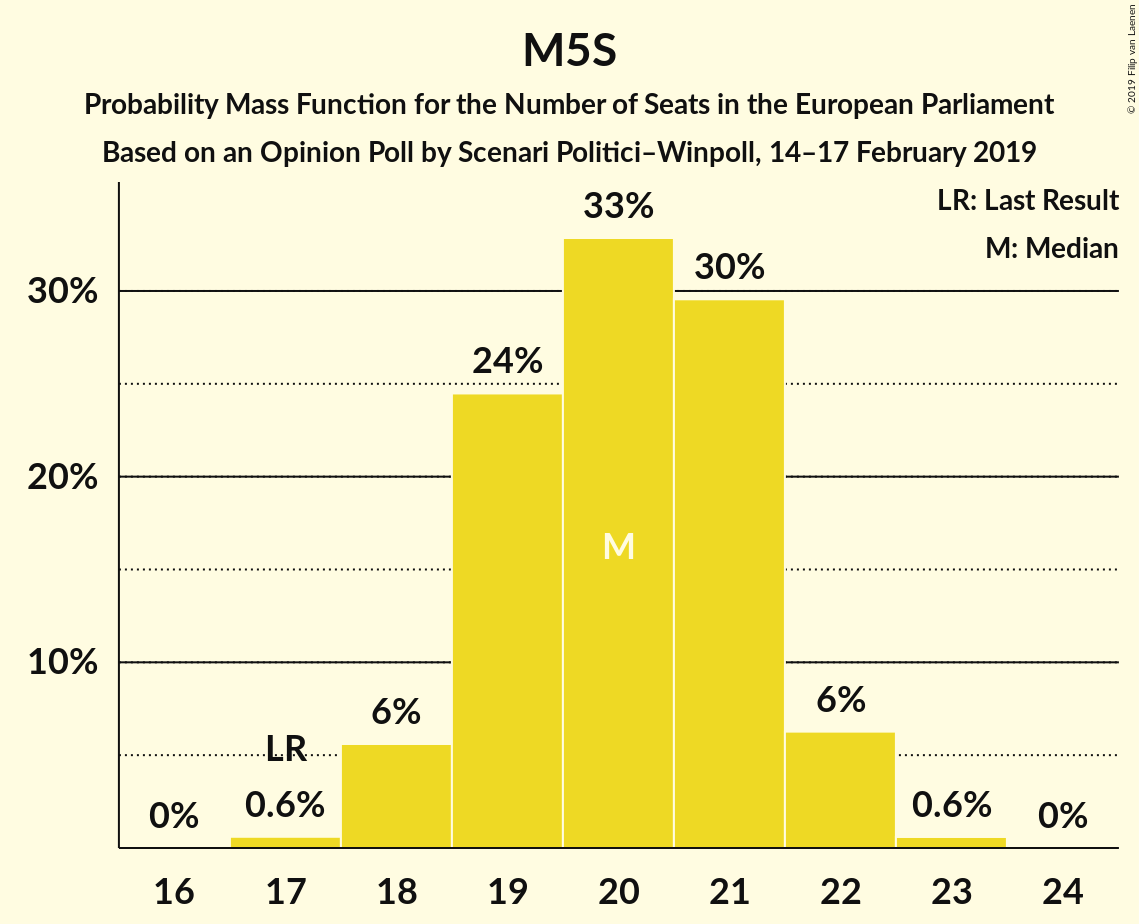 M5S
Probability Mass Function for the Number of Seats in the European Parliament
Based on an Opinion Poll by Scenari Politici–Winpoll, 14–17 February 2019
© 2019 Filip van Laenen
LR: Last Result
M: Median
33%
30%
30%
24%
20%
M
10%
6%
6%
LR
0%
0.6%
0.6%
0%
16 17 18 19 20 21 22 23 24